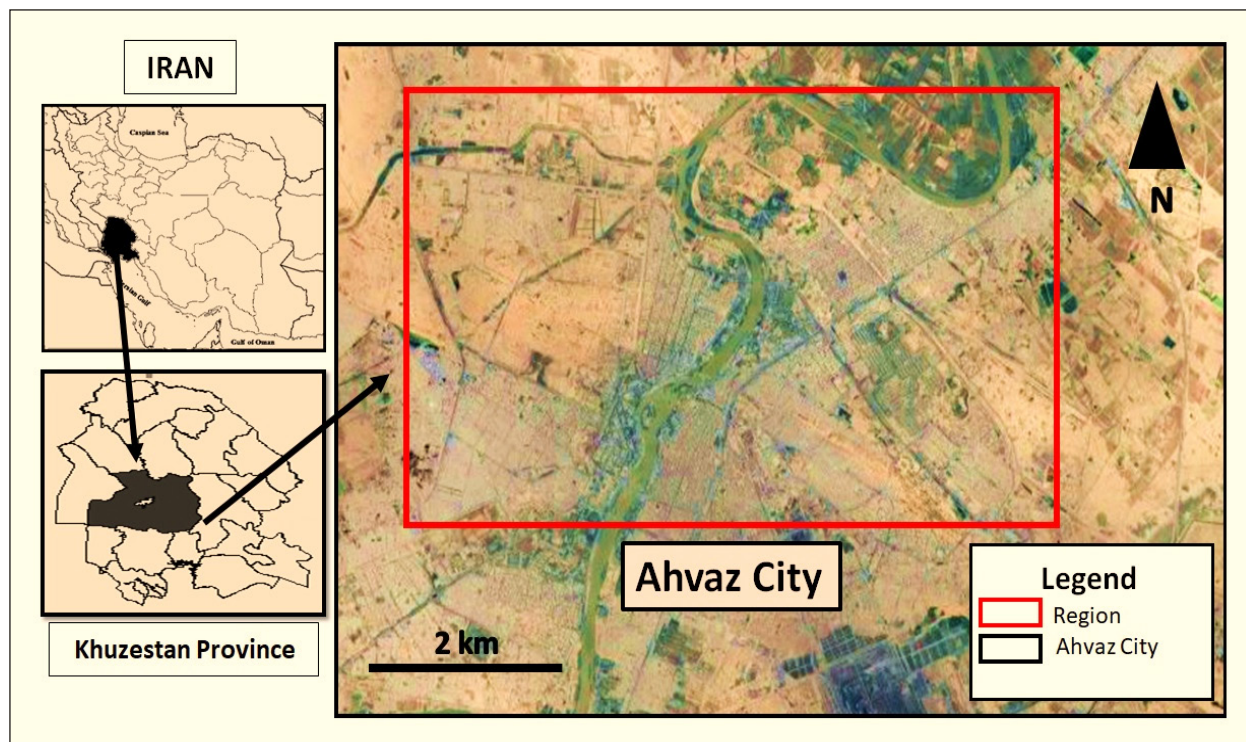 IRAN
Caspian Sea
Gulf of Oman
Khuzestan Province
N
Ahvaz City
2 km
Legend
Region
Ahvaz City